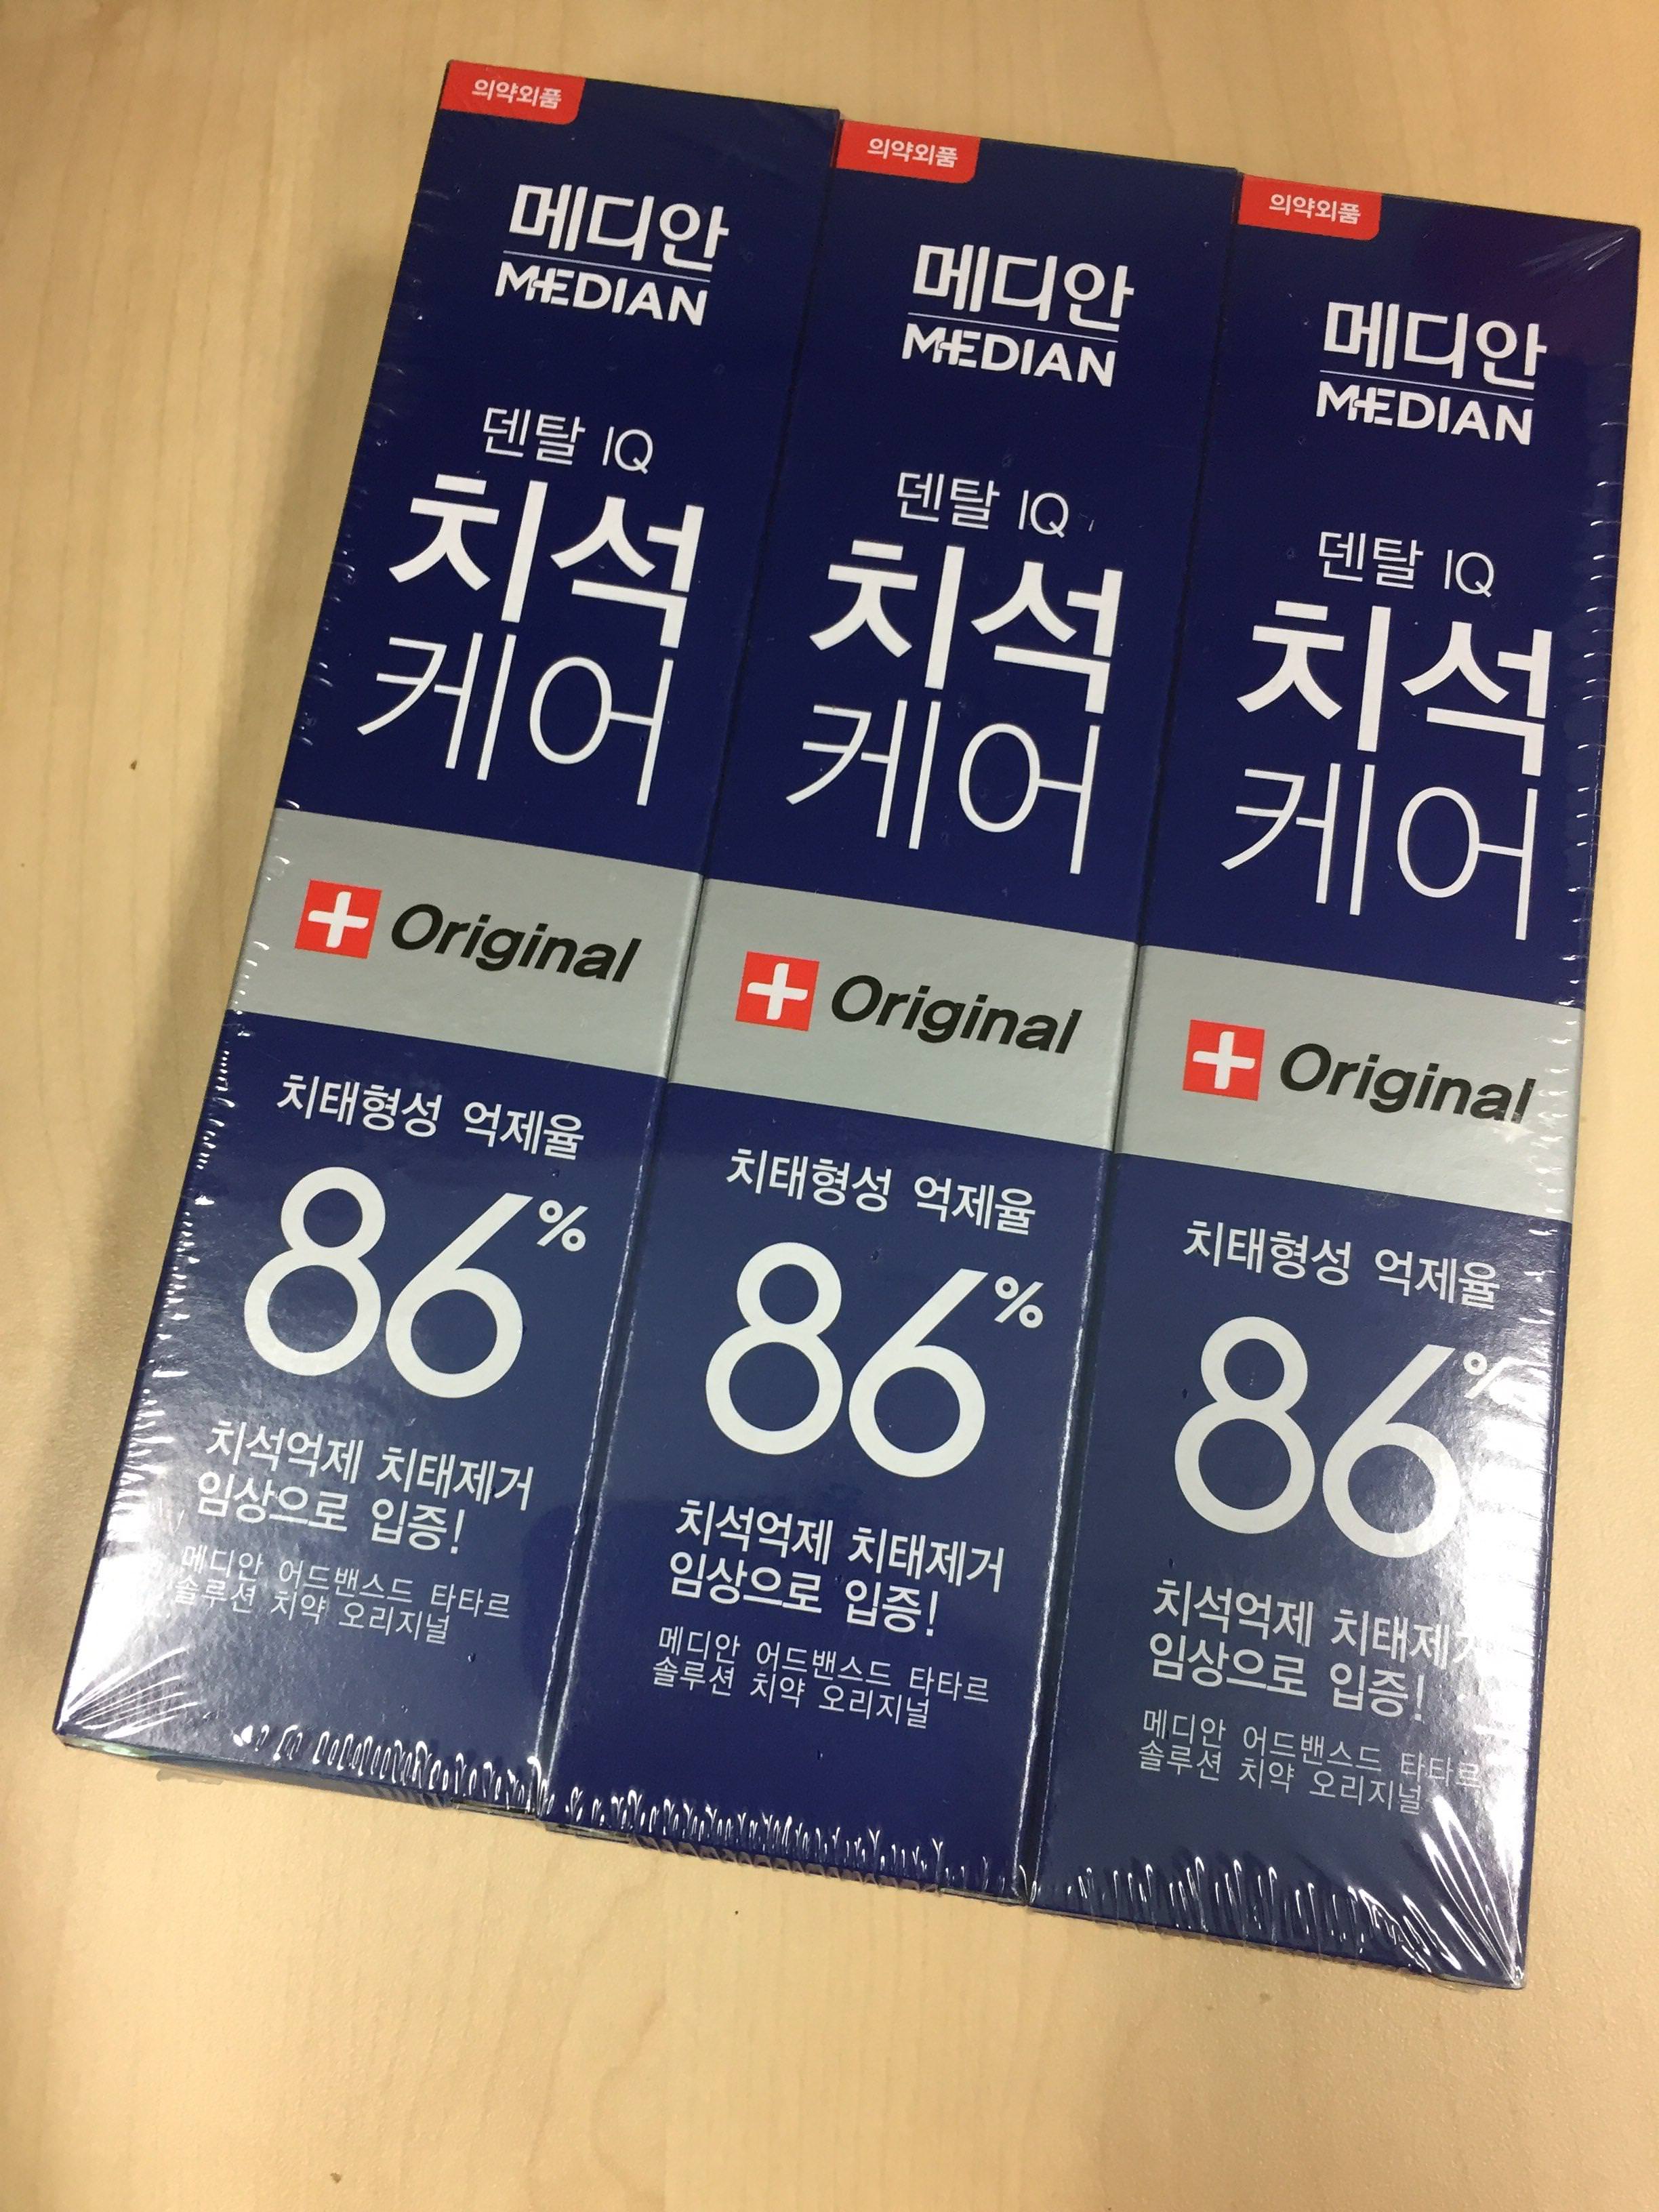 의약외품
메디안
MEDIAN
덴탈 IQ
치석
케어
Original
치태형성 억제율
86%
치석억제 치태제거
임상으로 입증!
메디안 어드밴스드 타타르
솔루션 치약 오리지널
의약외품
메디안
MEDIAN
덴탈 IQ
치석
케어
Original
치태형성 억제율
86%
치석억제 치태제거
임상으로 입증!
메디안 어드밴스드 타타르
솔루션 치약 오리지널
의약외품
메디안
MEDIAN
덴탈 IQ
치석
케어
Original
치태형성 억제율
86%
치석억제 치태제거
임상으로 입증!
메디안 어드밴스드 타타르
솔루션 치약 오리지널